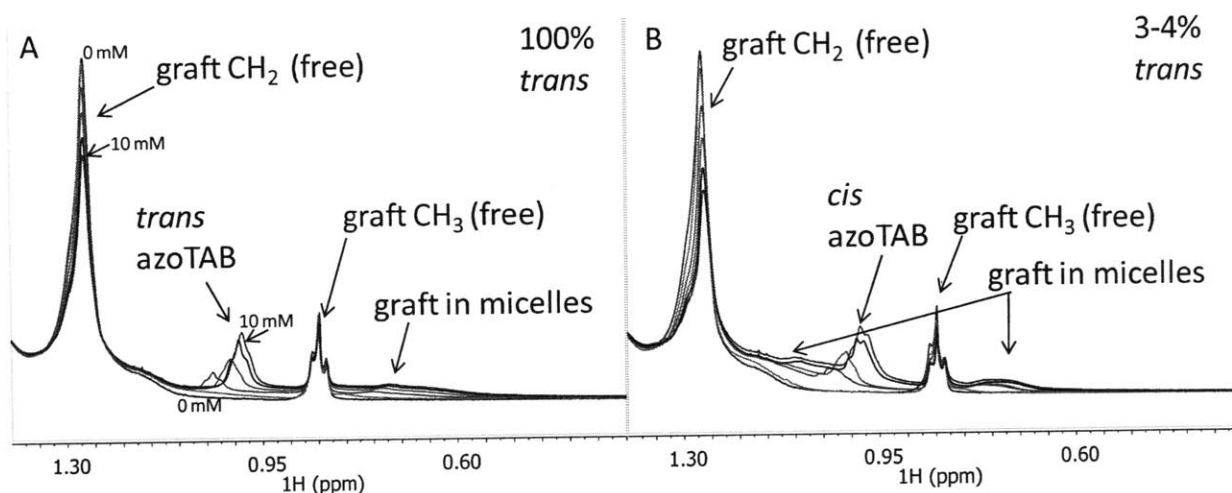 A
0 mM
graft CH₂ (free)
100%
trans
10 mM
trans
azoTAB
graft CH₃ (free)
10 mM
graft in micelles
0 mM
1.30
0.95
0.60
1H (ppm)
B
graft CH₂ (free)
3-4%
trans
cis
azoTAB
graft CH₃ (free)
graft in micelles
1.30
0.95
0.60
1H (ppm)